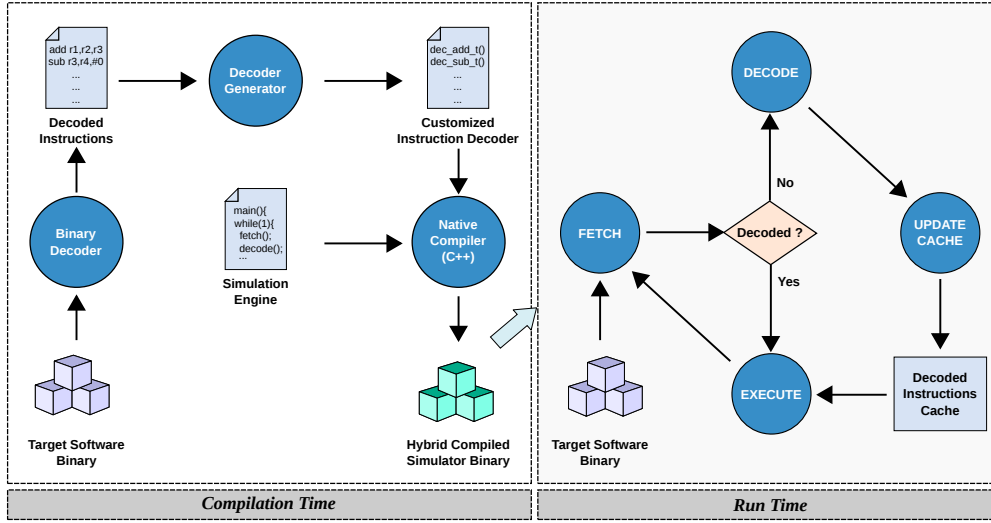 add r1,r2,r3
sub r3,r4,#0
...
...
...
Decoded
Instructions
Decoder
Generator
dec_add_t()
dec_sub_t()
...
...
...
Customized
Instruction Decoder
Binary
Decoder
main(){
while(1){
fetch();
decode();
...
Simulation
Engine
Native
Compiler
(C++)
Target Software
Binary
Hybrid Compiled
Simulator Binary
Compilation Time
DECODE
No
FETCH
Decoded ?
UPDATE
CACHE
Yes
EXECUTE
Decoded
Instructions
Cache
Target Software
Binary
Run Time